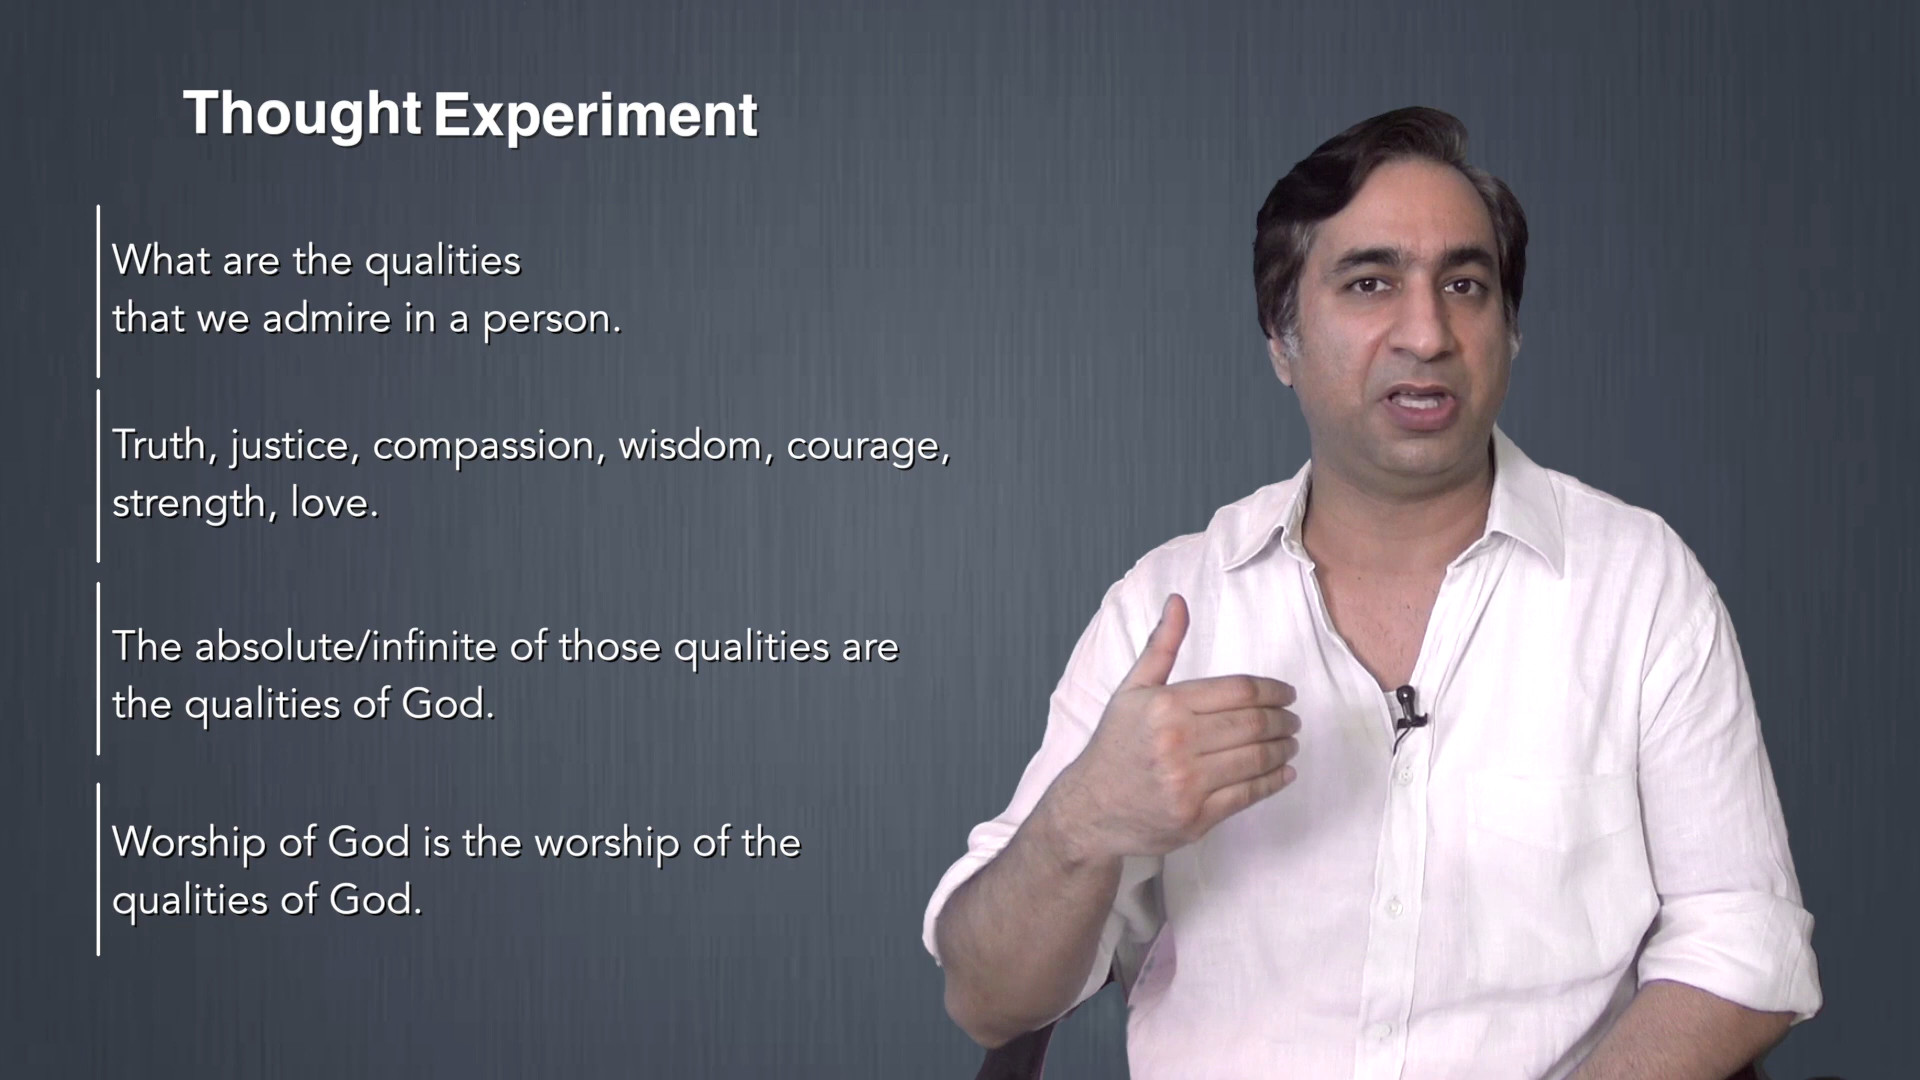 Thought Experiment
What are the qualities
that we admire in a person.
Truth, justice, compassion, wisdom, courage,
strength, love.
The absolute/infinite of those qualities are
the qualities of God.
Worship of God is the worship of the
qualities of God.